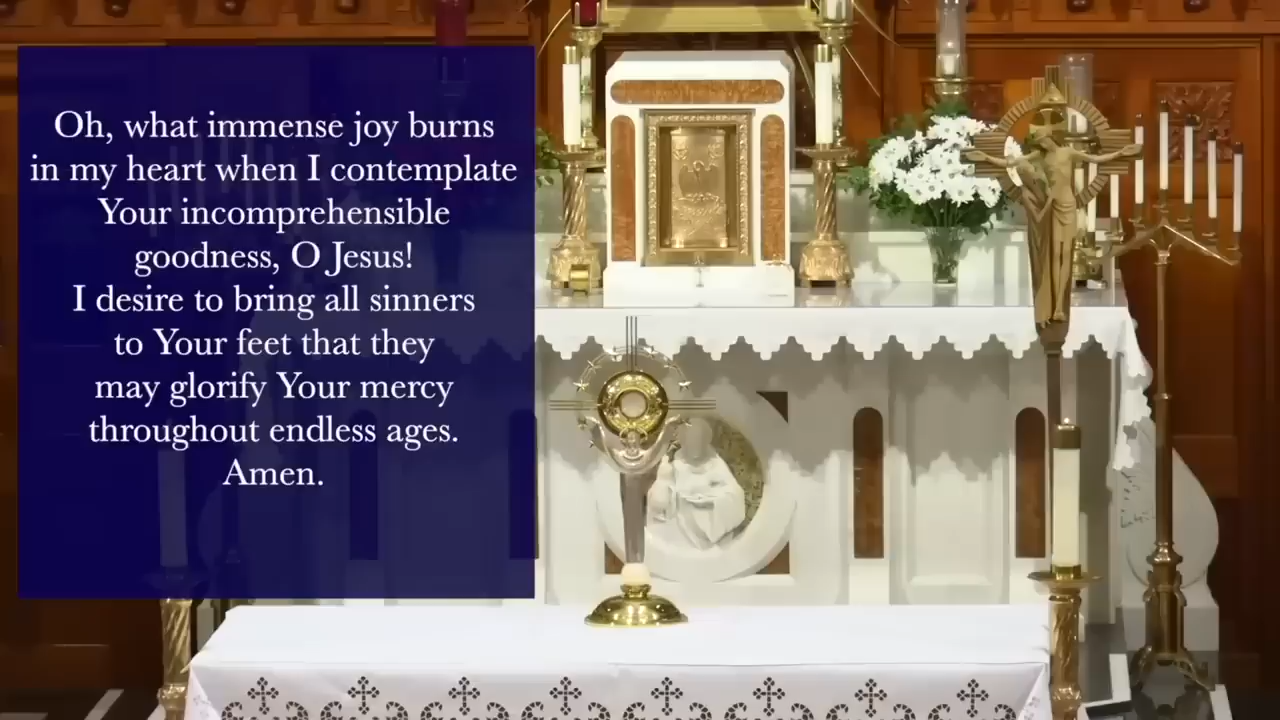 Oh, what immense joy burns
in my heart when I contemplate
Your incomprehensible
goodness, O Jesus!
I desire to bring all sinners
to Your feet that they
may glorify Your mercy
throughout endless ages.
Amen.